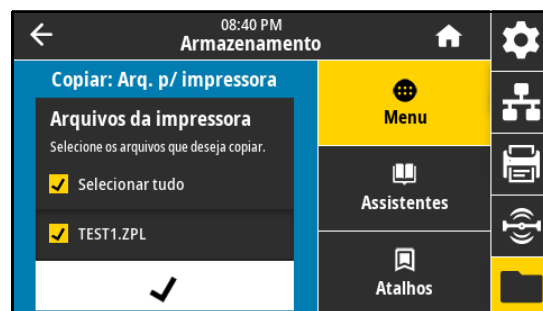 08:40 PM
Armazenamento
Copiar: Arq. p/ impressora
Arquivos da impressora
Selecione os arquivos que deseja copiar.
Selecionar tudo
TEST1.ZPL
Menu
Assistentes
Atalhos